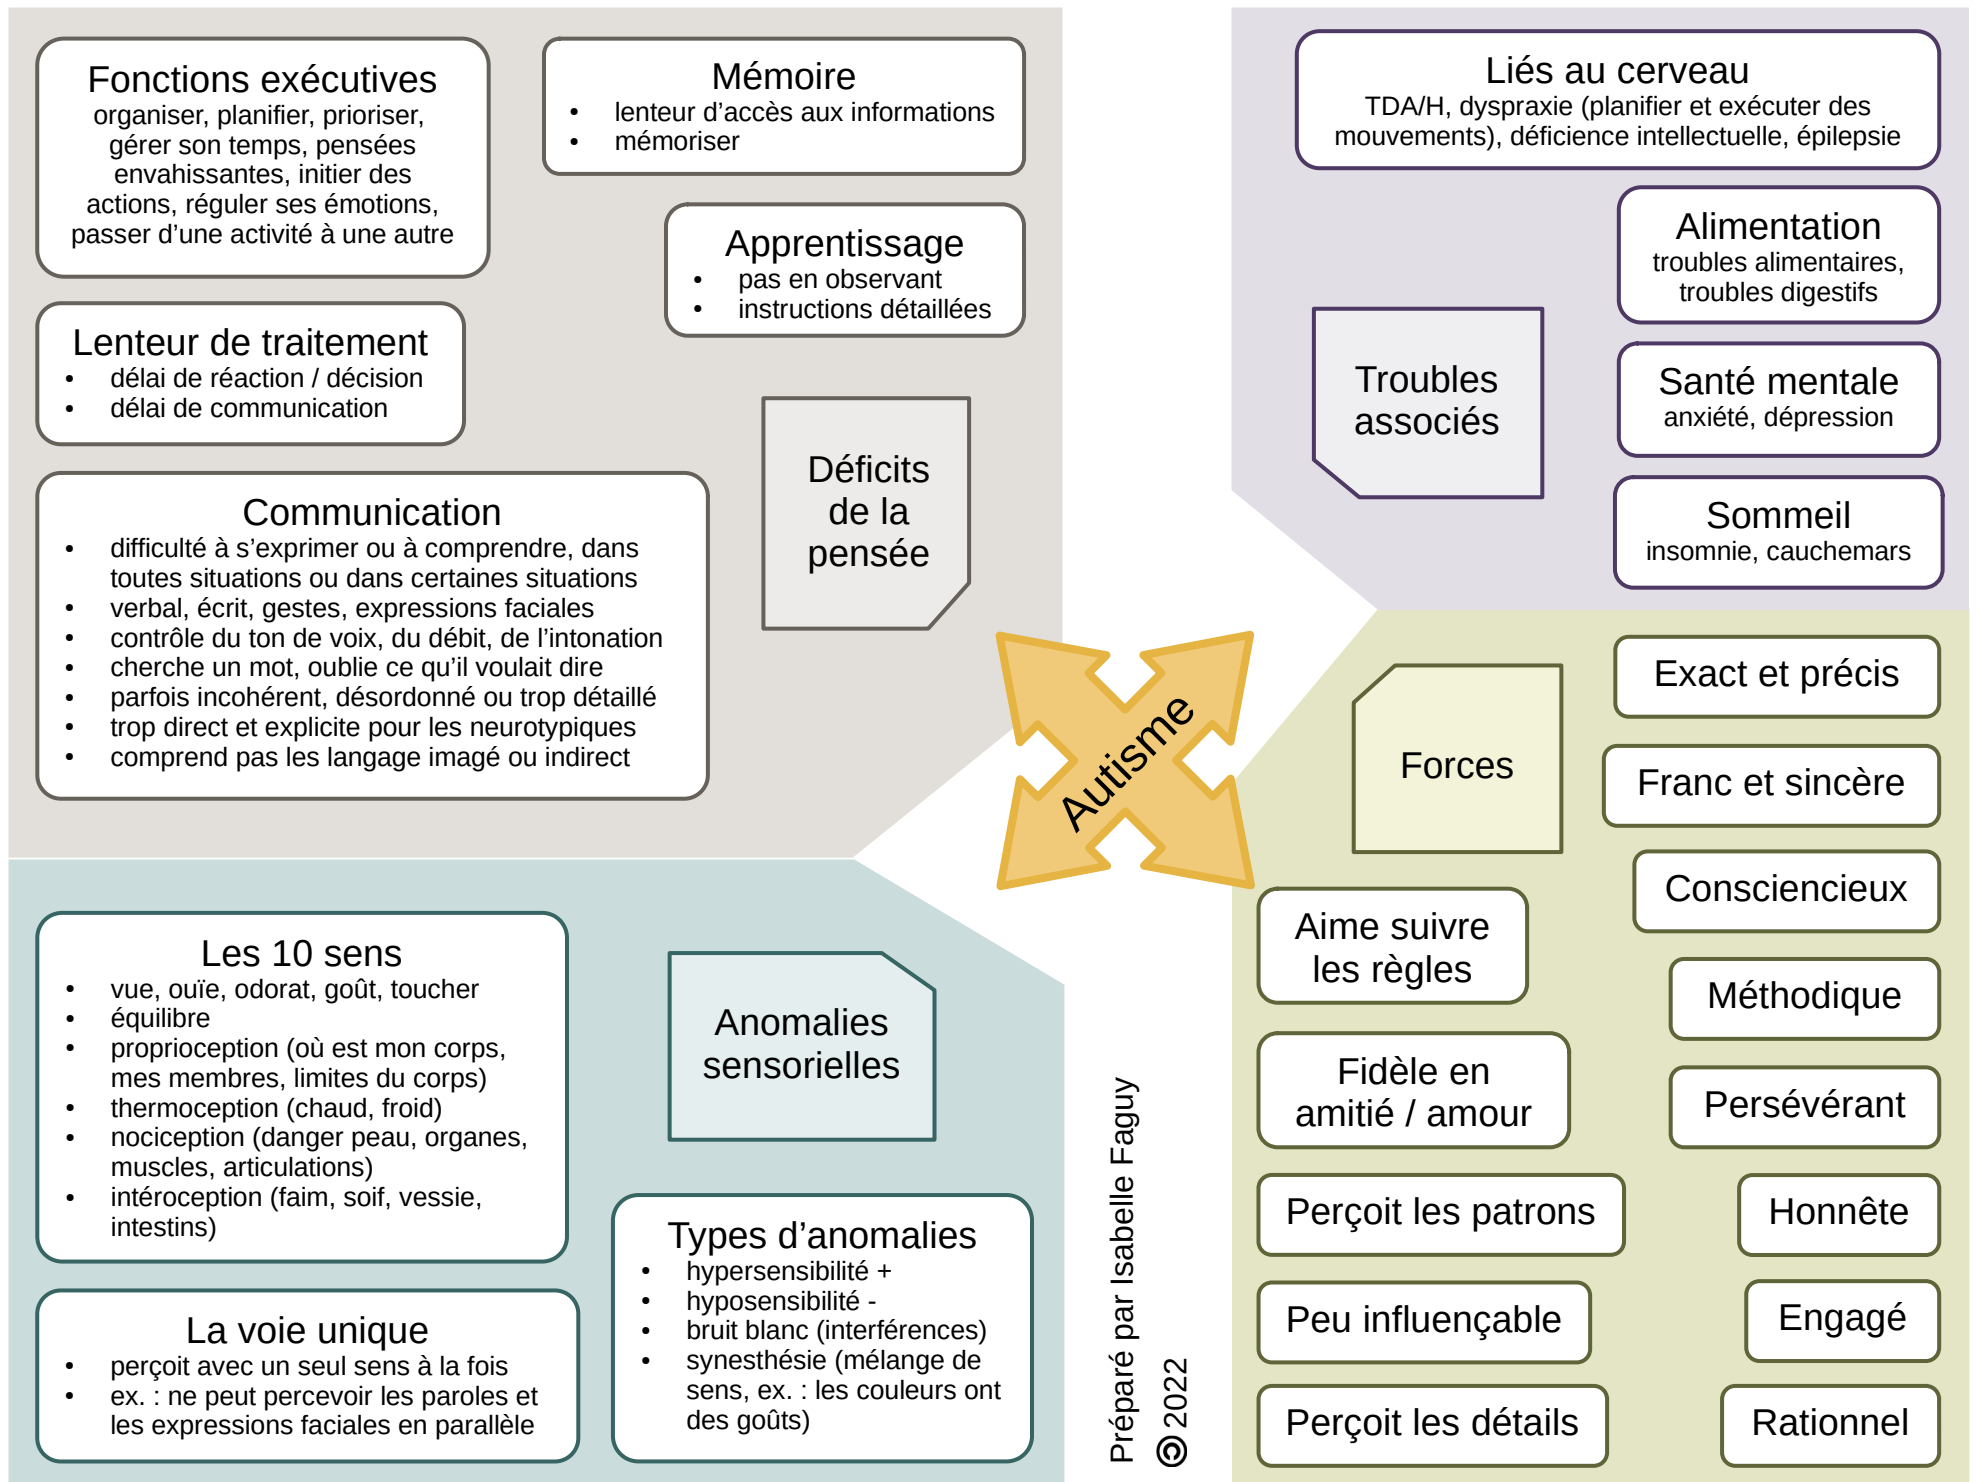 Fonctions exécutives
organiser, planifier, prioriser,
gérer son temps, pensées
envahissantes, initier des
actions, réguler ses émotions,
passer d'une activité à une autre
Mémoire
• lenteur d'accès aux informations
• mémoriser
Apprentissage
• pas en observant
• instructions détaillées
Lenteur de traitement
• délai de réaction / décision
• délai de communication
Déficits
de la
pensée
Communication
• difficulté à s'exprimer ou à comprendre, dans
toutes situations ou dans certaines situations
• verbal, écrit, gestes, expressions faciales
• contrôle du ton de voix, du débit, de l'intonation
• cherche un mot, oublie ce qu'il voulait dire
• parfois incohérent, désordonné ou trop détaillé
• trop direct et explicite pour les neurotypiques
• comprend pas les langage imagé ou indirect
Liés au cerveau
TDA/H, dyspraxie (planifier et exécuter des
mouvements), déficience intellectuelle, épilepsie
Alimentation
troubles alimentaires,
troubles digestifs
Troubles
associés
Santé mentale
anxiété, dépression
Sommeil
insomnie, cauchemars
Autisme
Les 10 sens
• vue, ouïe, odorat, goût, toucher
• équilibre
• proprioception (où est mon corps,
mes membres, limites du corps)
• thermoception (chaud, froid)
• nociception (danger peau, organes,
muscles, articulations)
• intéroception (faim, soif, vessie,
intestins)
Anomalies
sensorielles
La voie unique
• perçoit avec un seul sens à la fois
• ex. : ne peut percevoir les paroles et
les expressions faciales en parallèle
Types d'anomalies
• hypersensibilité +
• hyposensibilité -
• bruit blanc (interférences)
• synesthésie (mélange de
sens, ex. : les couleurs ont
des goûts)
Préparé par Isabelle Faguy
© 2022
Forces
Exact et précis
Franc et sincère
Consciencieux
Aime suivre
les règles
Méthodique
Fidèle en
amitié / amour
Persévérant
Perçoit les patrons
Honnête
Peu influençable
Engagé
Perçoit les détails
Rationnel